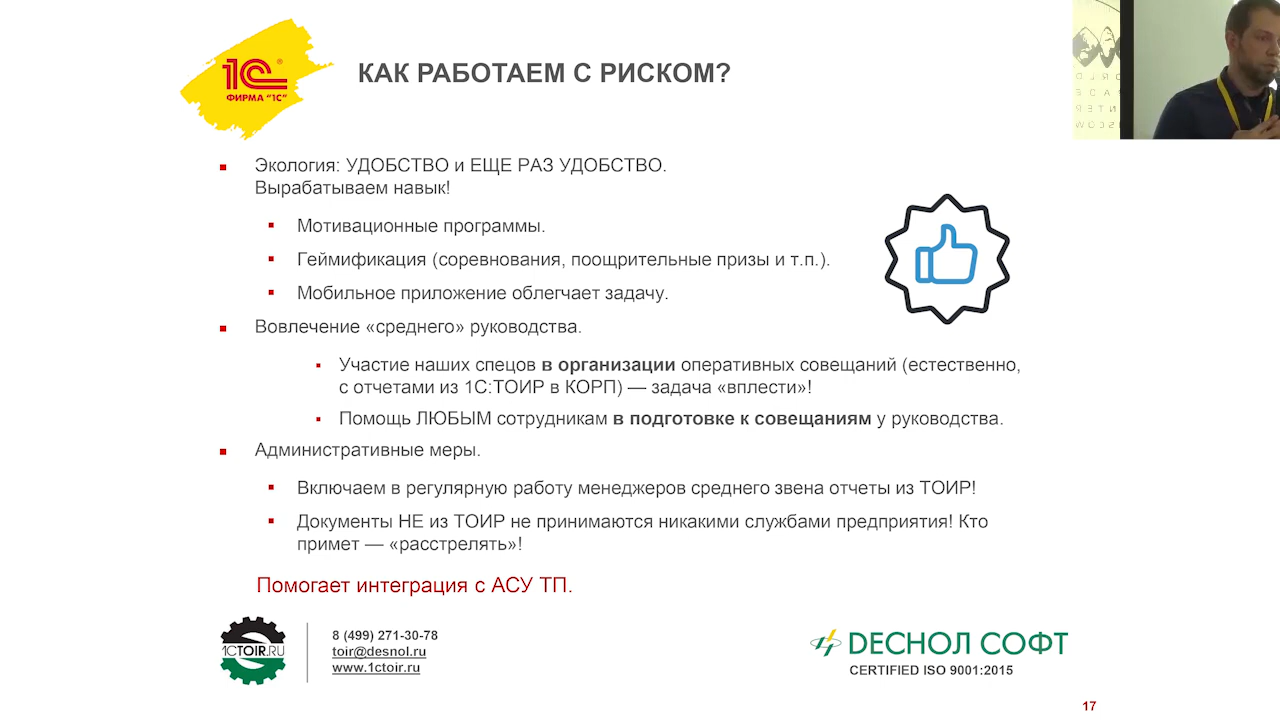 1С®
ФИРМА "1С"
КАК РАБОТАЕМ С РИСКОМ?
Экология: УДОБСТВО и ЕЩЕ РАЗ УДОБСТВО.
Вырабатываем навык!
Мотивационные программы.
Геймификация (соревнования, поощрительные призы и т.п.).
Мобильное приложение облегчает задачу.
Вовлечение «среднего» руководства.
Участие наших спецов в организации оперативных совещаний (естественно,
с отчетами из 1С:ТОИР в КОРП) — задача «вплести»!
Помощь ЛЮБЫМ сотрудникам в подготовке к совещаниям у руководства.
Административные меры.
Включаем в регулярную работу менеджеров среднего звена отчеты из ТОИР!
Документы НЕ из ТОИР не принимаются никакими службами предприятия! Кто
примет — «расстрелять»!
Помогает интеграция с АСУ ТП.
1CTOIR.RU
8 (499) 271-30-78
toir@desnol.ru
www.1ctoir.ru
DЕСНОЛ СОФТ
CERTIFIED ISO 9001:2015
17